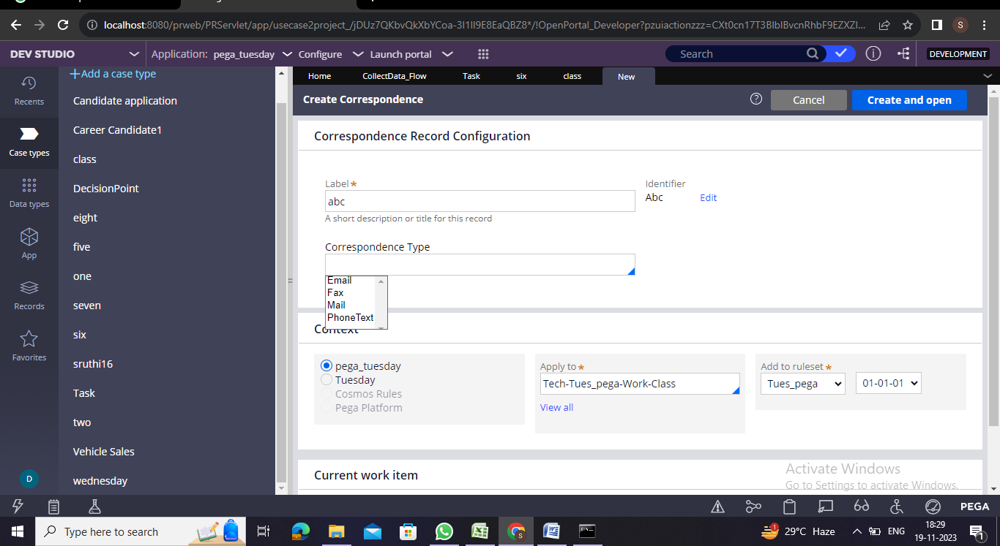 localhost:8080/prweb/PRServlet/app/usecase2project_/jDUz7QKbvQkXbYCoa-3I1Il9E8EaQBZ8*/!OpenPortal_Developer?pzuiactionzzz=CXt0cn17T3BlblBvcnRhbF9EZXZl...
S
DEV STUDIO
Application: pega_tuesday
Configure
Launch portal
Search
DEVELOPMENT
Recents
Case types
Data types
App
Records
Favorites
D
Add a case type
Candidate application
Career Candidate1
class
DecisionPoint
eight
five
one
seven
six
sruthi16
Task
two
Vehicle Sales
wednesday
Home CollectData_Flow Task six class New
Create Correspondence
Cancel
Create and open
Correspondence Record Configuration
Label*
abc
A short description or title for this record
Identifier
Abc Edit
Correspondence Type
Email
Fax
Mail
PhoneText
Context
pega_tuesday
Tuesday
Cosmos Rules
Pega Platform
Apply to*
Tech-Tues_pega-Work-Class
View all
Add to ruleset*
Tues_pega 01-01-01
Current work item
Activate Windows
Go to Settings to activate Windows.
PEGA
Type here to search
29°C Haze
ENG
18:29
19-11-2023
1